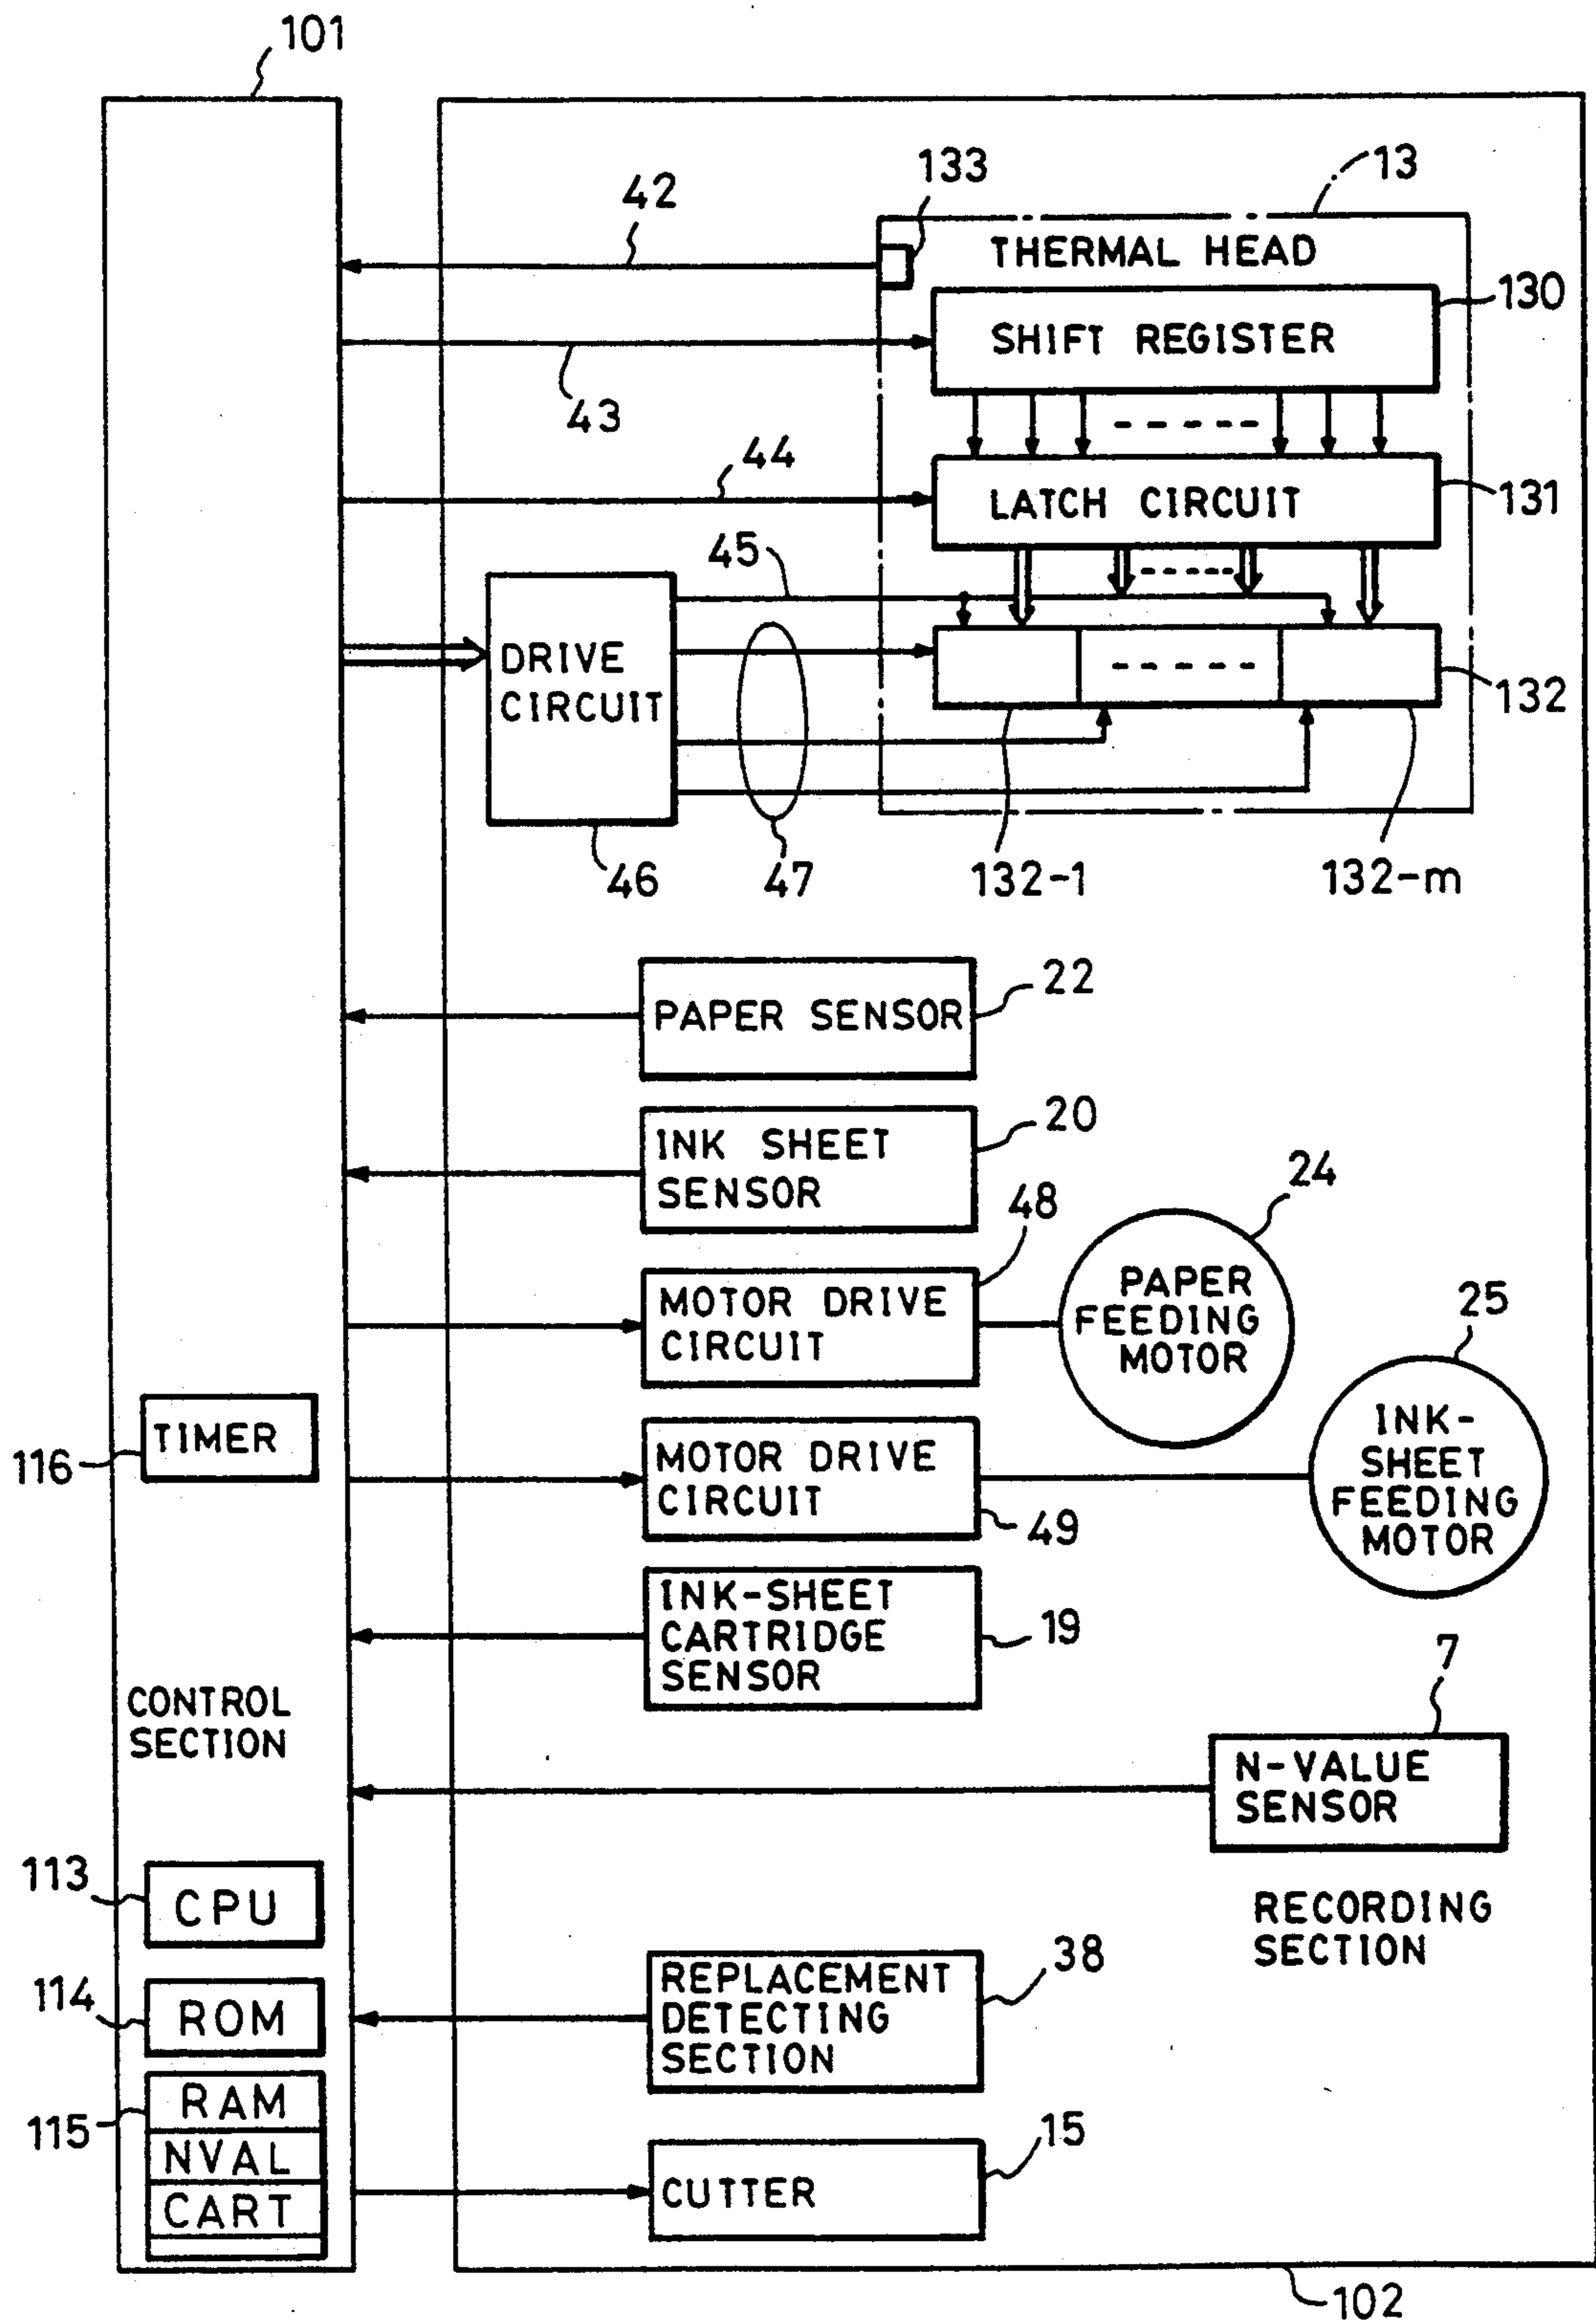 101
133
13
42
THERMAL HEAD
130
SHIFT REGISTER
43
44
131
LATCH CIRCUIT
45
DRIVE
CIRCUIT
132
46
47
132-1
132-m
22
PAPER SENSOR
20
INK SHEET
SENSOR
24
48
PAPER
FEEDING
MOTOR
MOTOR DRIVE
CIRCUIT
25
116
TIMER
MOTOR DRIVE
CIRCUIT
49
INK-
SHEET
FEEDING
MOTOR
INK-SHEET
CARTRIDGE
SENSOR
19
7
CONTROL
SECTION
N-VALUE
SENSOR
113
CPU
RECORDING
SECTION
114
ROM
REPLACEMENT
DETECTING
SECTION
38
115
RAM
NVAL
CART
15
CUTTER
102